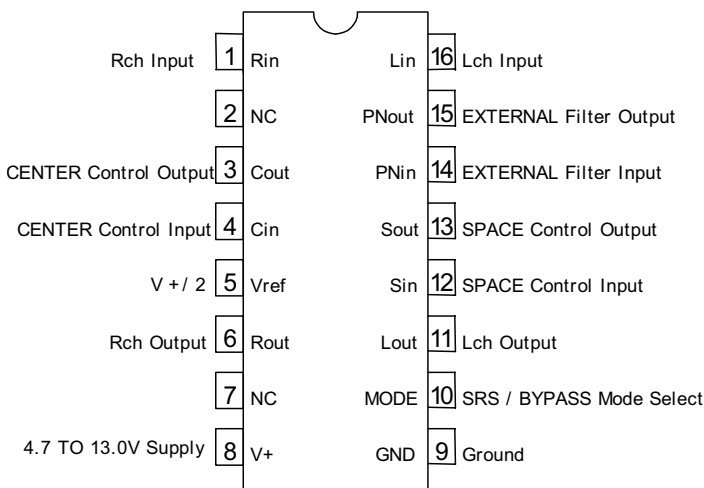 Rch Input 1 Rin Lin 16 Lch Input
2 NC PNout 15 EXTERNAL Filter Output
CENTER Control Output 3 Cout PNin 14 EXTERNAL Filter Input
CENTER Control Input 4 Cin Sout 13 SPACE Control Output
V +/ 2 5 Vref Sin 12 SPACE Control Input
Rch Output 6 Rout Lout 11 Lch Output
7 NC MODE 10 SRS / BYPASS Mode Select
4.7 TO 13.0V Supply 8 V+ GND 9 Ground